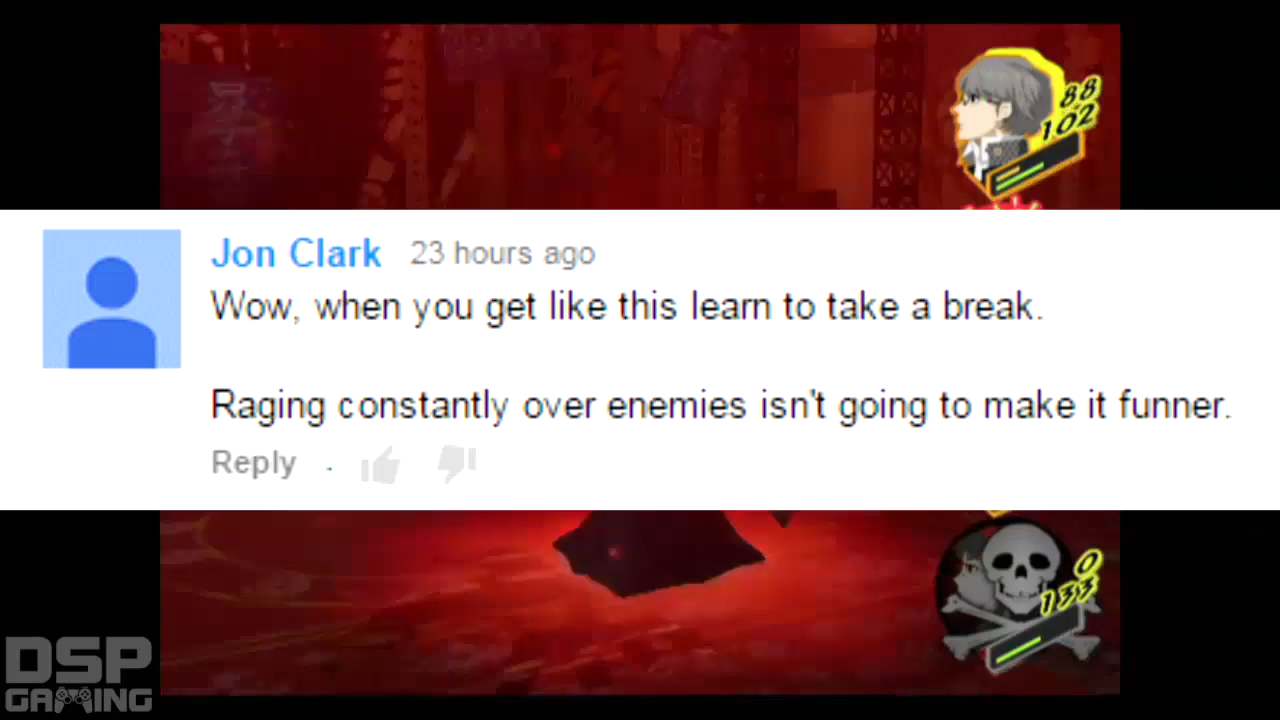 88
102
Jon Clark 23 hours ago
Wow, when you get like this learn to take a break.
Raging constantly over enemies isn't going to make it funner.
Reply
0
133
DSP
GAMING